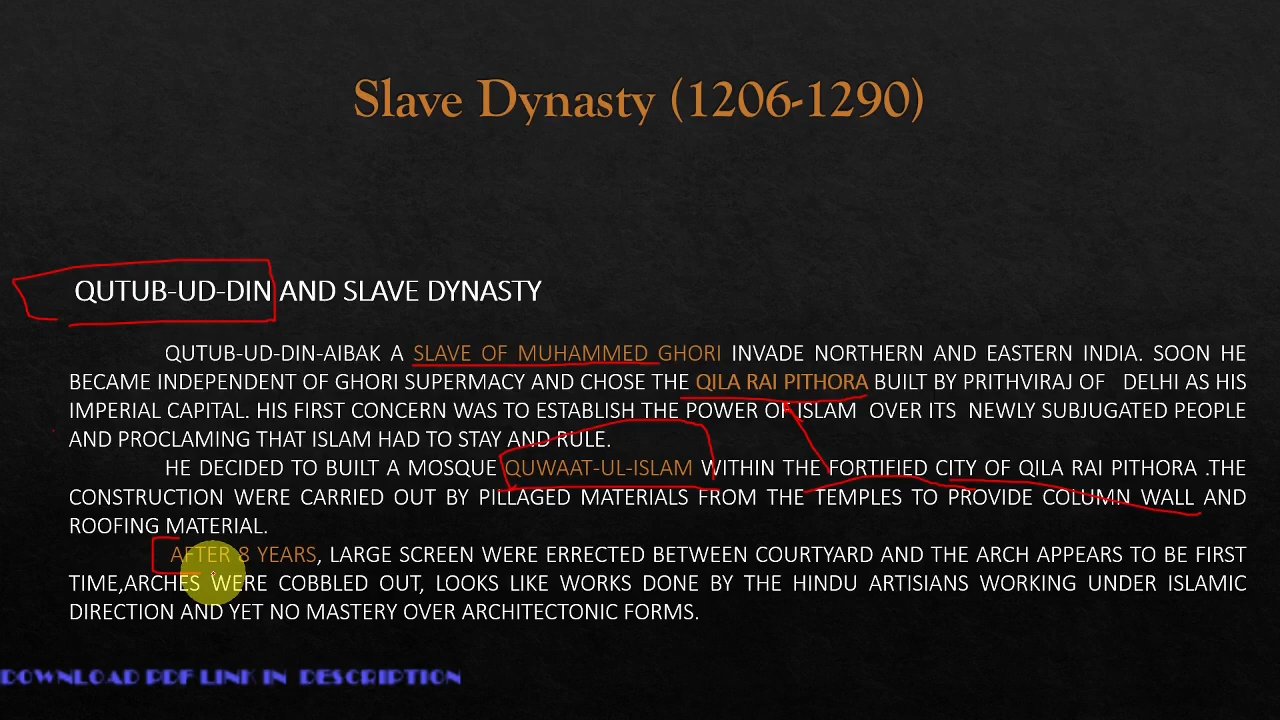 Slave Dynasty (1206-1290)
QUTUB-UD-DIN AND SLAVE DYNASTY
QUTUB-UD-DIN-AIBAK A SLAVE OF MUHAMMED GHORI INVADE NORTHERN AND EASTERN INDIA. SOON HE
BECAME INDEPENDENT OF GHORI SUPERMACY AND CHOSE THE QILA RAI PITHORA BUILT BY PRITHVIRAJ OF DELHI AS HIS
IMPERIAL CAPITAL. HIS FIRST CONCERN WAS TO ESTABLISH THE POWER OF ISLAM OVER ITS NEWLY SUBJUGATED PEOPLE
AND PROCLAMING THAT ISLAM HAD TO STAY AND RULE.
HE DECIDED TO BUILT A MOSQUE QUWAAT-UL-ISLAM WITHIN THE FORTIFIED CITY OF QILA RAI PITHORA .THE
CONSTRUCTION WERE CARRIED OUT BY PILLAGED MATERIALS FROM THE TEMPLES TO PROVIDE COLUMN WALL AND
ROOFING MATERIAL.
AFTER 8 YEARS, LARGE SCREEN WERE ERRECTED BETWEEN COURTYARD AND THE ARCH APPEARS TO BE FIRST
TIME,ARCHES WERE COBBLED OUT, LOOKS LIKE WORKS DONE BY THE HINDU ARTISIANS WORKING UNDER ISLAMIC
DIRECTION AND YET NO MASTERY OVER ARCHITECTONIC FORMS.
DOWNLOAD PDF LINK IN DESCRIPTION